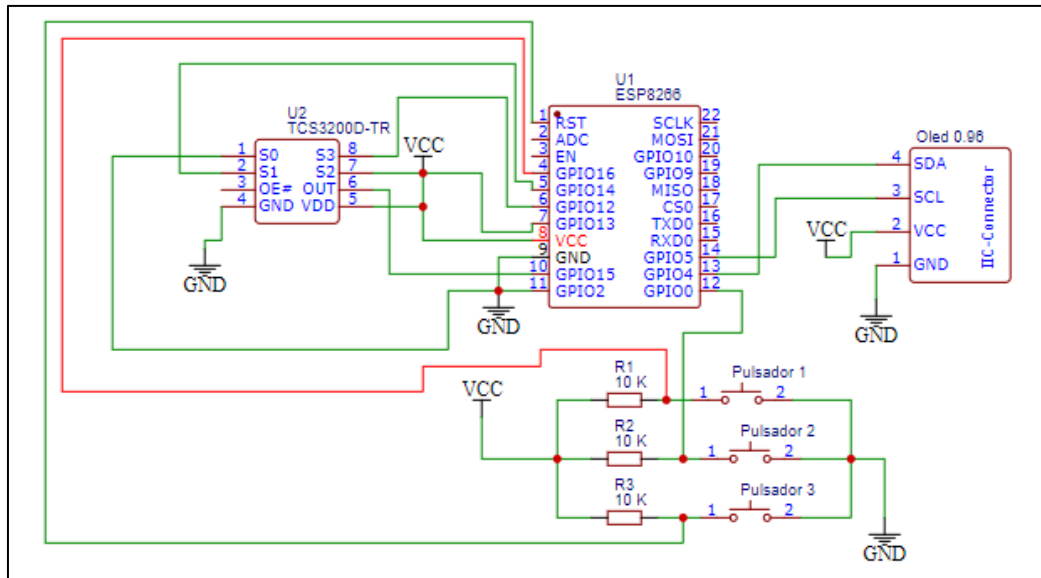 U1
ESP8266
1 RST SCLK 22
2 ADC MOSI 21
3 EN GPIO10 20
4 GPIO16 GPIO9 19
5 GPIO14 MISO 18
6 GPIO12 CS0 17
7 GPIO13 TXD0 16
8 VCC RXD0 15
9 GND GPIO5 14
10 GPIO15 GPIO4 13
11 GPIO2 GPIO0 12
U2
TCS3200D-TR
1 S0 S3 8
2 S1 S2 7
3 OE# OUT 6
4 GND VDD 5
VCC
GND
GND
Oled 0.96
4 SDA
3 SCL
2 VCC
1 GND
IIC-Connector
VCC
GND
VCC
R1
10 K
1 Pulsador 1 2
R2
10 K
1 Pulsador 2 2
R3
10 K
1 Pulsador 3 2
GND